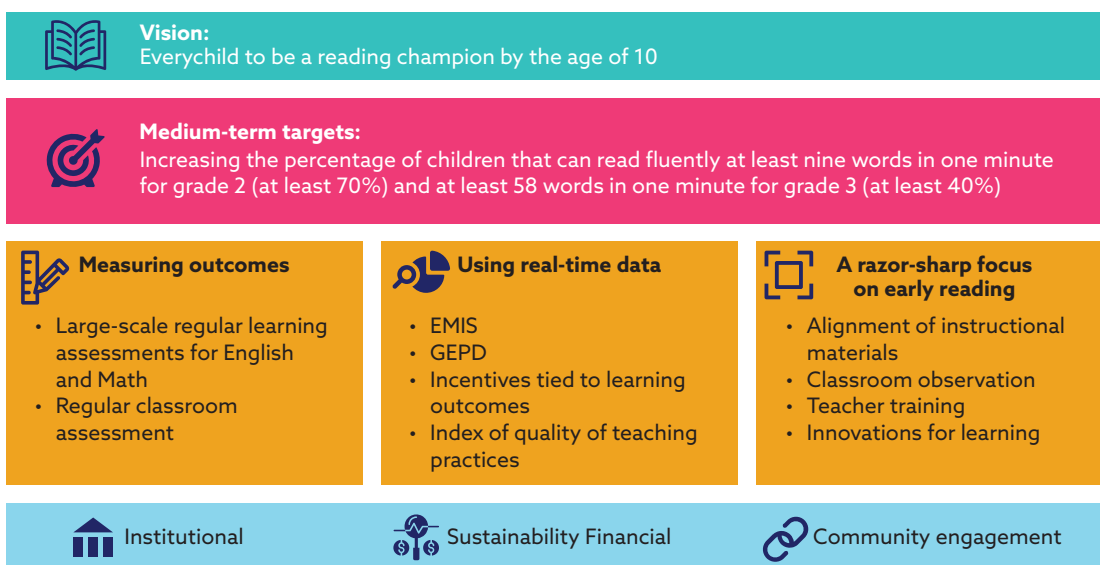 Vision:
Everychild to be a reading champion by the age of 10
Medium-term targets:
Increasing the percentage of children that can read fluently at least nine words in one minute
for grade 2 (at least 70%) and at least 58 words in one minute for grade 3 (at least 40%)
Measuring outcomes
• Large-scale regular learning
assessments for English
and Math
• Regular classroom
assessment
Using real-time data
• EMIS
• GEPD
• Incentives tied to learning
outcomes
• Index of quality of teaching
practices
A razor-sharp focus
on early reading
• Alignment of instructional
materials
• Classroom observation
• Teacher training
• Innovations for learning
Institutional
Sustainability Financial
Community engagement